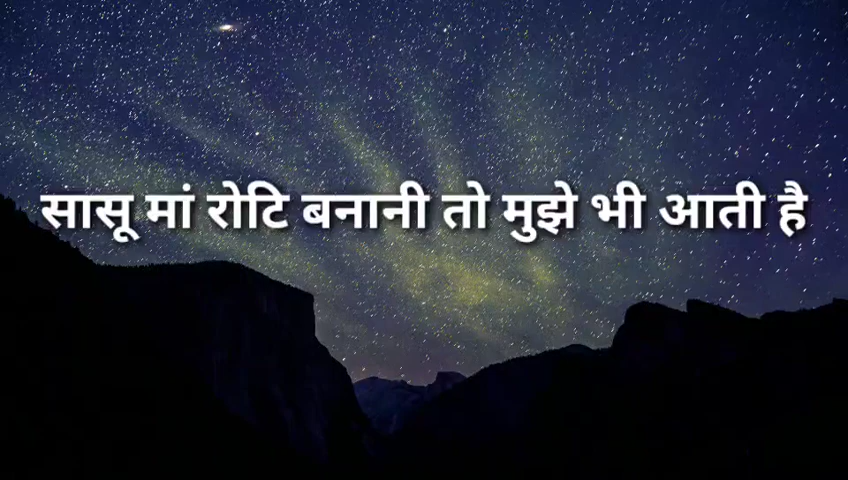 सासू मां रोटि बनानी तो मुझे भी आती है